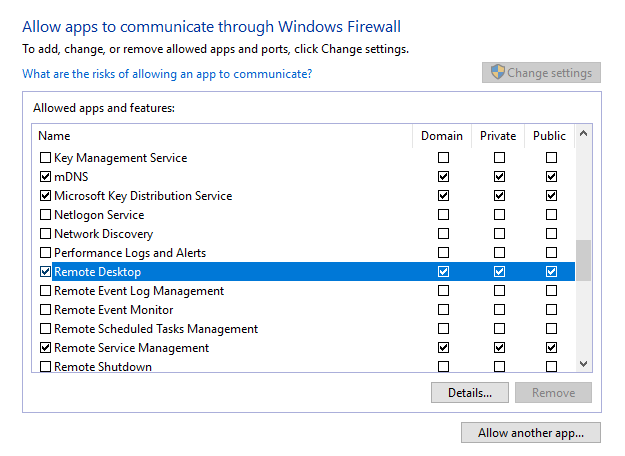 Allow apps to communicate through Windows Firewall
To add, change, or remove allowed apps and ports, click Change settings.
What are the risks of allowing an app to communicate?
Change settings
Allowed apps and features:
Name Domain Private Public
Key Management Service
mDNS
Microsoft Key Distribution Service
Netlogon Service
Network Discovery
Performance Logs and Alerts
Remote Desktop
Remote Event Log Management
Remote Event Monitor
Remote Scheduled Tasks Management
Remote Service Management
Remote Shutdown
Details... Remove
Allow another app...